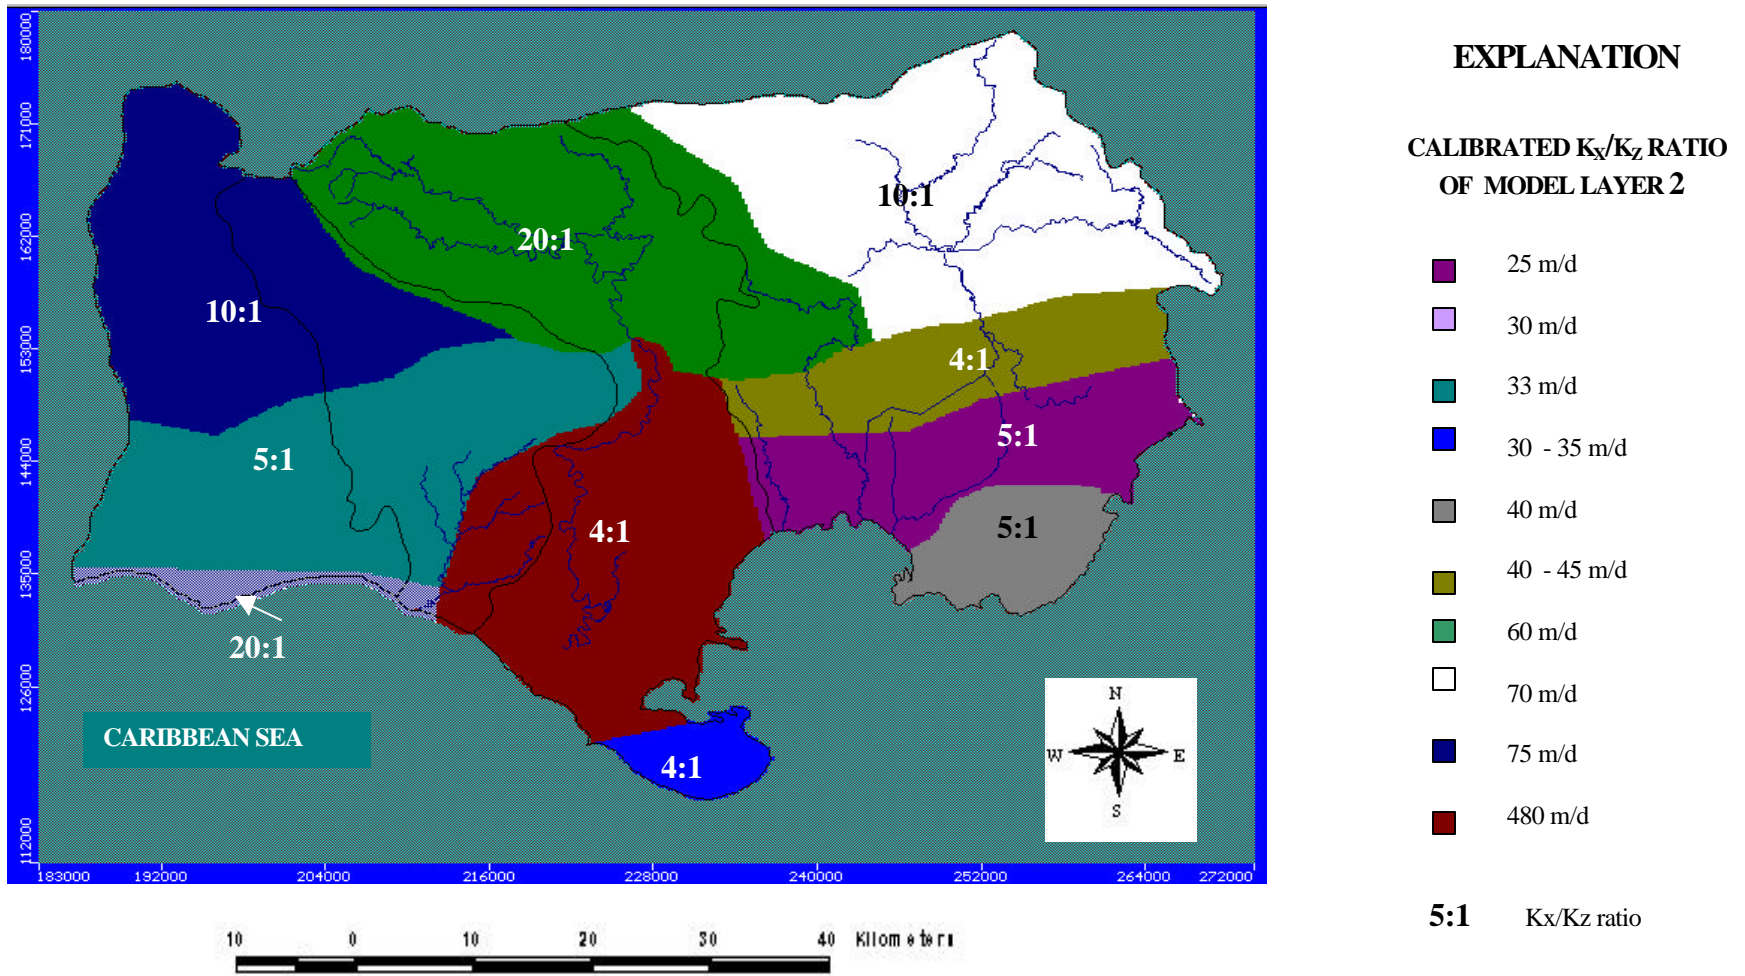 EXPLANATION
CALIBRATED KX/KZ RATIO
OF MODEL LAYER 2
25 m/d
30 m/d
33 m/d
30 - 35 m/d
40 m/d
40 - 45 m/d
60 m/d
70 m/d
75 m/d
480 m/d
5:1 Kx/Kz ratio
180000
171000
162000
153000
144000
135000
126000
112000
10:1
20:1
10:1
4:1
5:1
5:1
4:1
5:1
20:1
4:1
CARIBBEAN SEA
N
W E
S
183000 192000 204000 216000 228000 240000 252000 264000 272000
10 0 10 20 30 40 Kilometers